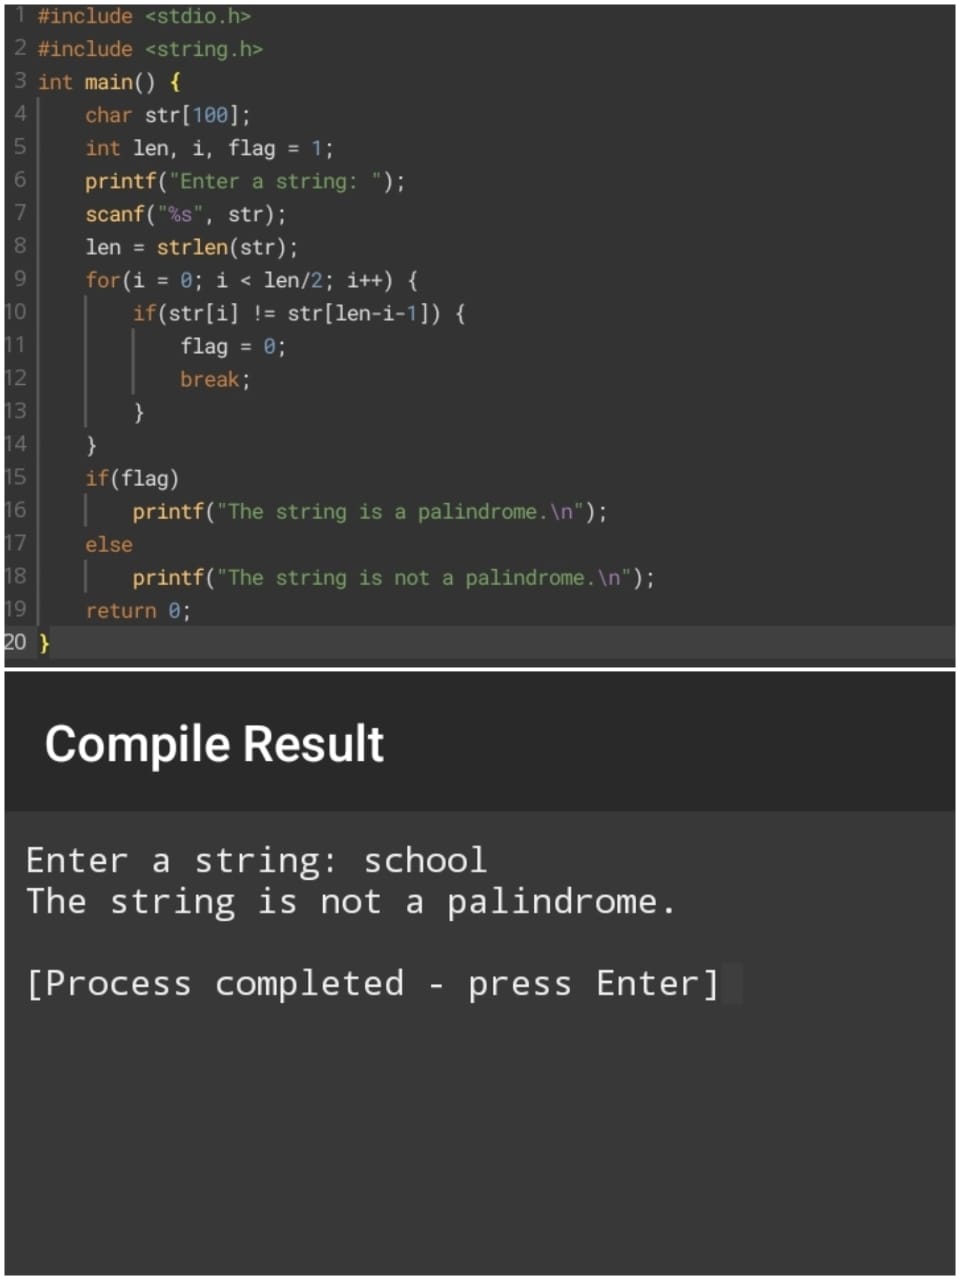 1 #include <stdio.h>
2 #include <string.h>
3 int main() {
4 char str[100];
5 int len, i, flag = 1;
6 printf("Enter a string: ");
7 scanf("%s", str);
8 len = strlen(str);
9 for(i = 0; i < len/2; i++) {
10 if(str[i] != str[len-i-1]) {
11 flag = 0;
12 break;
13 }
14 }
15 if(flag)
16 printf("The string is a palindrome.\n");
17 else
18 printf("The string is not a palindrome.\n");
19 return 0;
20 }
Compile Result
Enter a string: school
The string is not a palindrome.
[Process completed - press Enter]